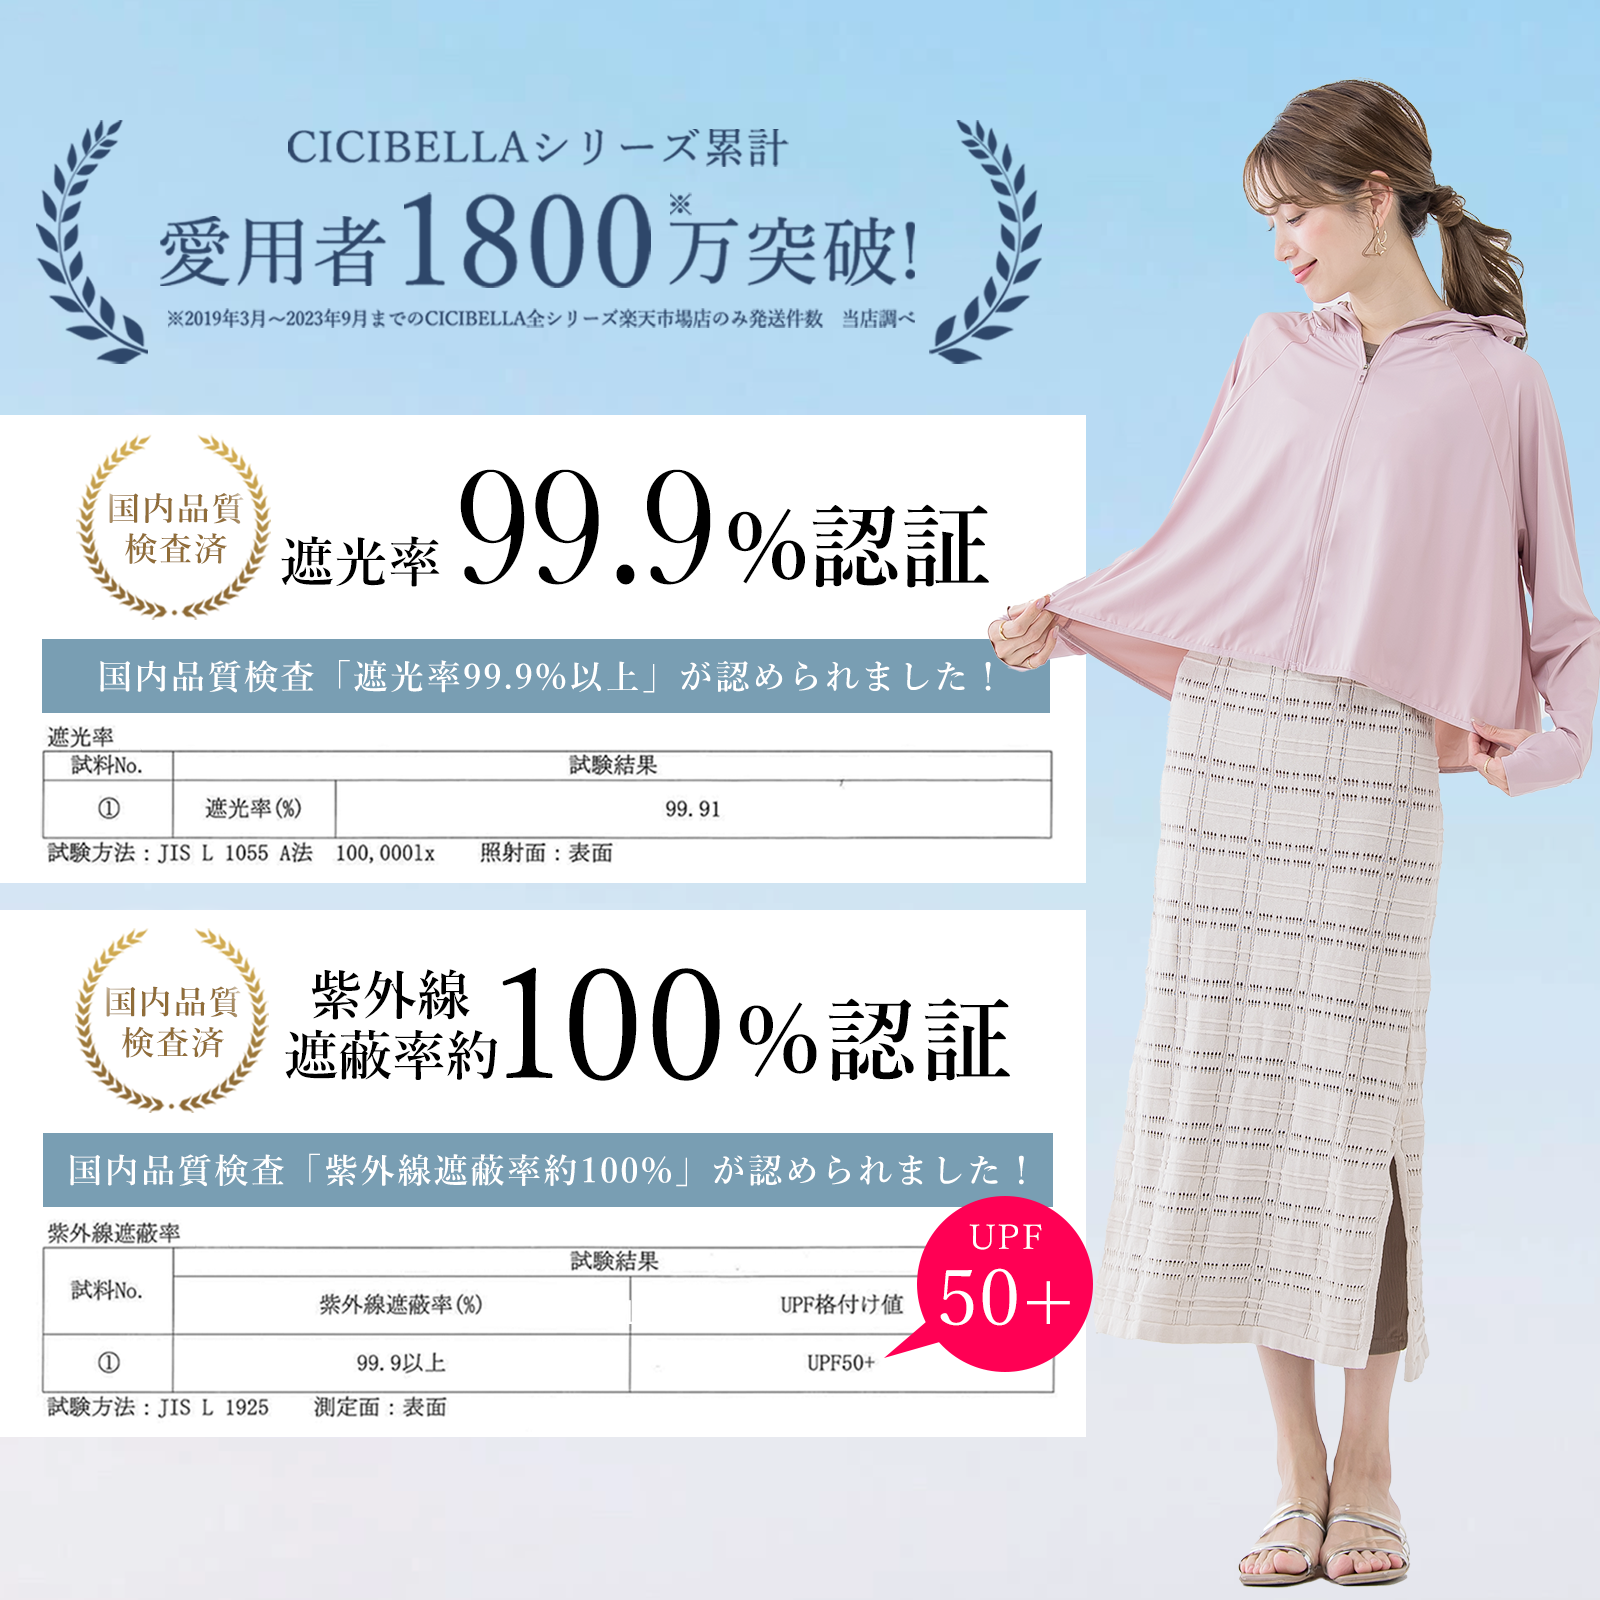 CICIBELLAシリーズ累計
愛用者1800※万突破!
※2019年3月〜2023年9月までのCICIBELLA全シリーズ楽天市場店のみ発送件数　当店調べ
国内品質
検査済
遮光率 99.9%認証
国内品質検査「遮光率99.9%以上」が認められました！
遮光率
試料No. 試験結果
① 遮光率(%) 99.91
試験方法：JIS L 1055 A法　100,000lx　照射面：表面
国内品質
検査済
紫外線
遮蔽率約100%認証
国内品質検査「紫外線遮蔽率約100%」が認められました！
紫外線遮蔽率
試料No. 試験結果
紫外線遮蔽率(%) UPF格付け値
① 99.9以上 UPF50+
試験方法：JIS L 1925　測定面：表面
UPF
50+